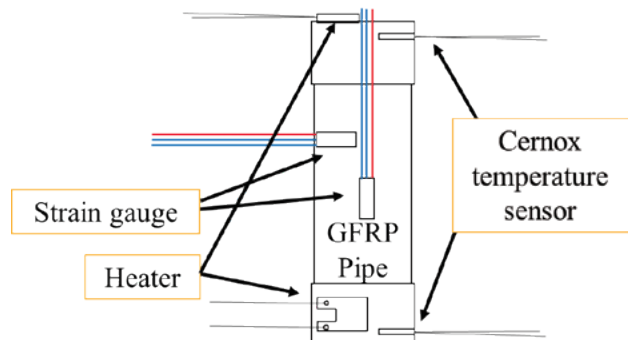 Strain gauge
Heater
GFRP
Pipe
Cernox
temperature
sensor